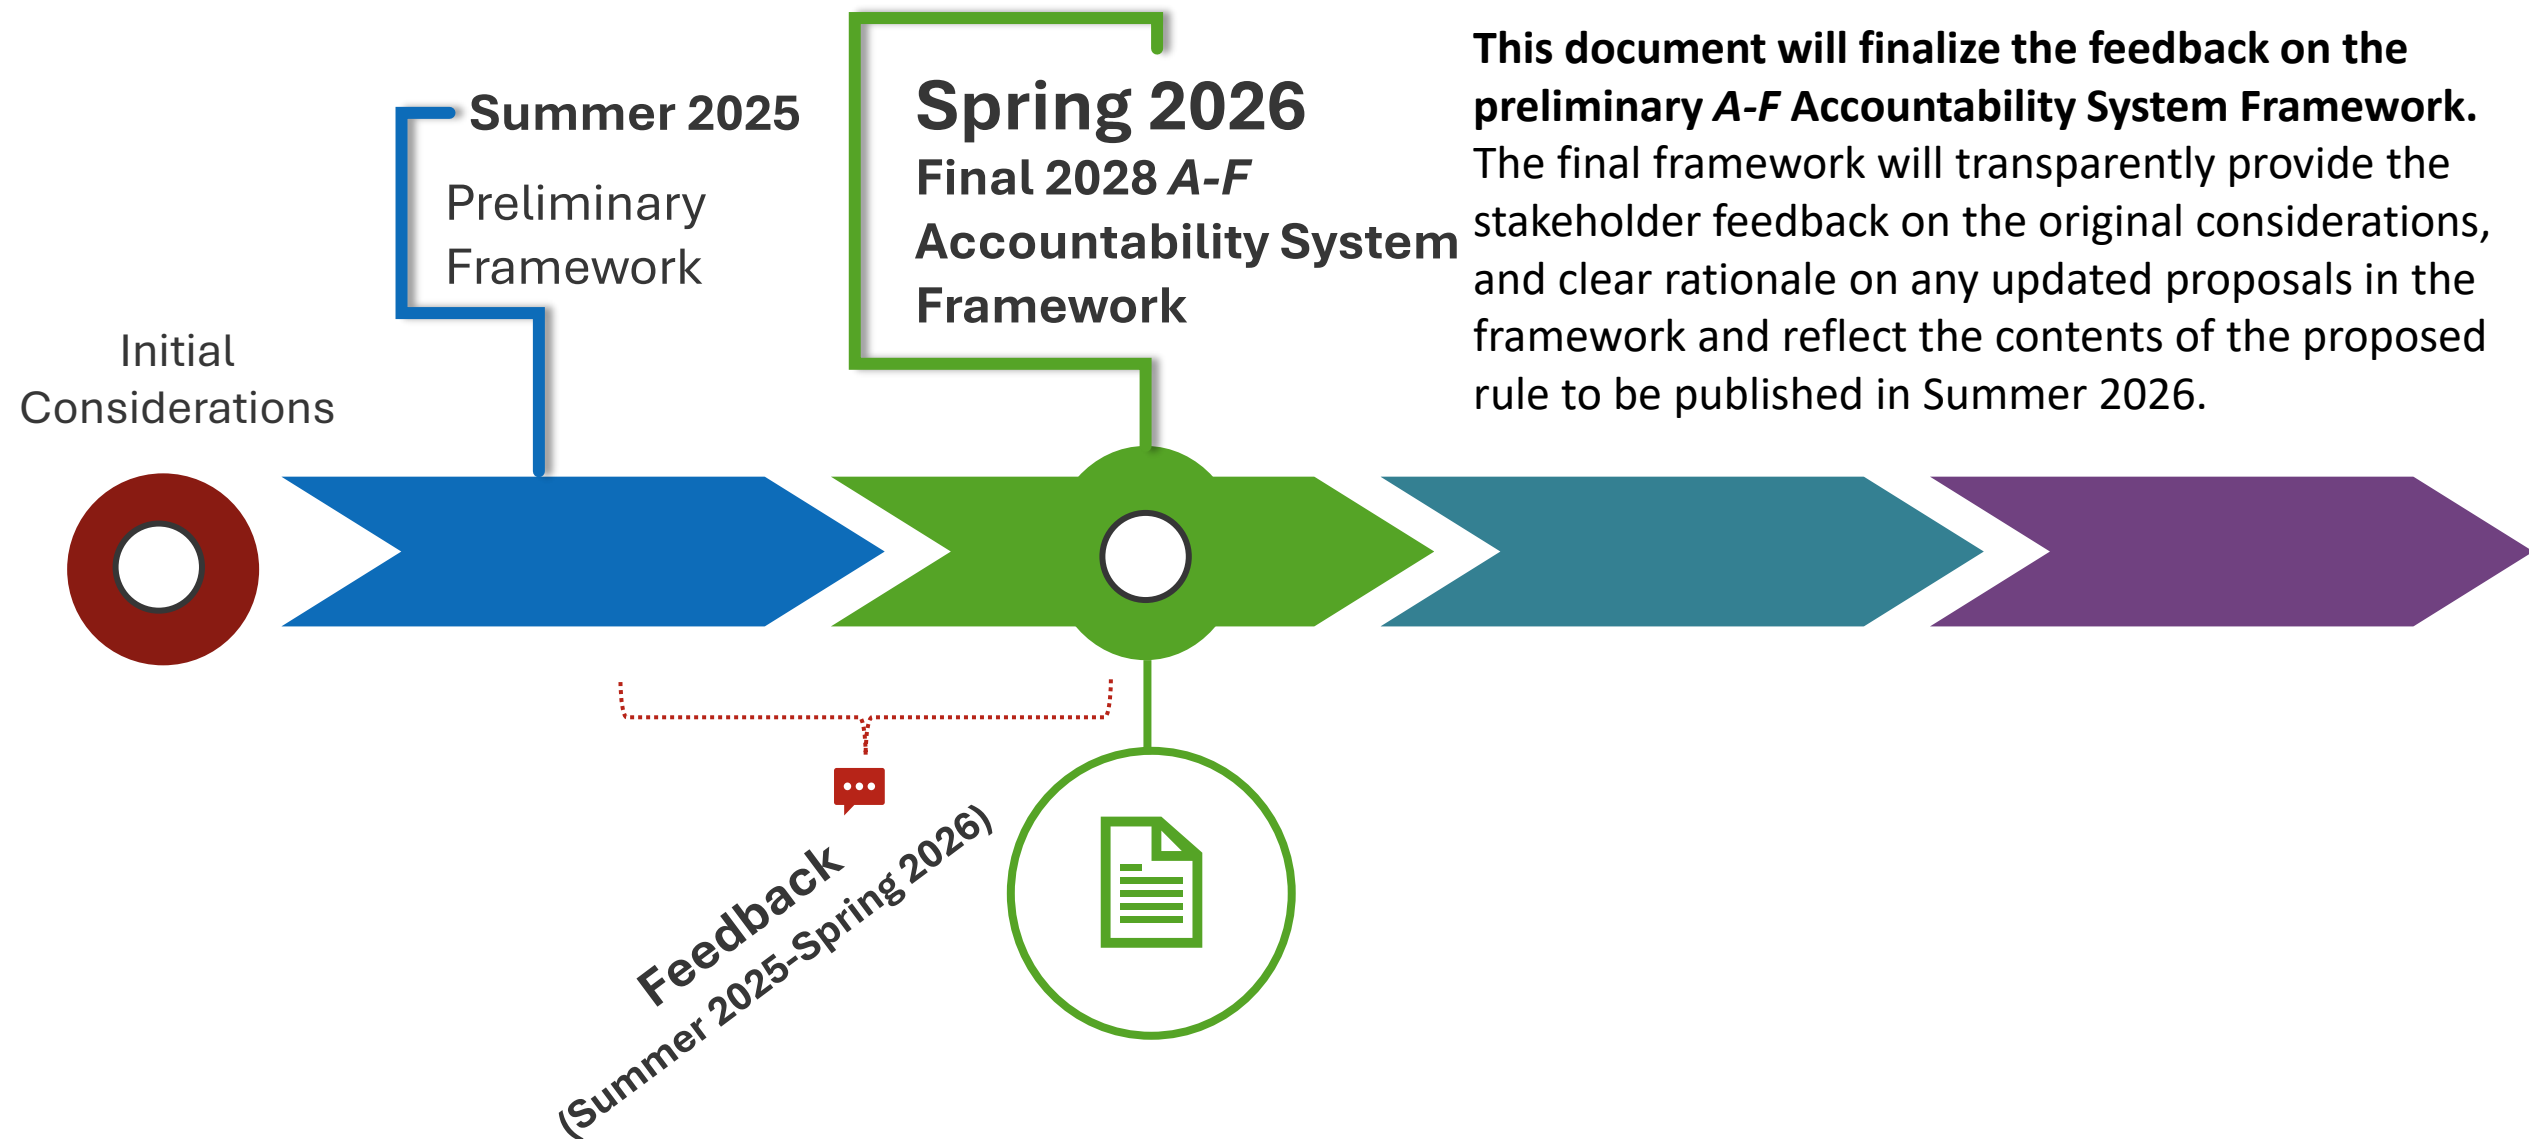 Initial
Considerations
Summer 2025
Preliminary
Framework
Spring 2026
Final 2028 A-F
Accountability System
Framework
This document will finalize the feedback on the
preliminary A-F Accountability System Framework.
The final framework will transparently provide the
stakeholder feedback on the original considerations,
and clear rationale on any updated proposals in the
framework and reflect the contents of the proposed
rule to be published in Summer 2026.
Feedback
(Summer 2025-Spring 2026)